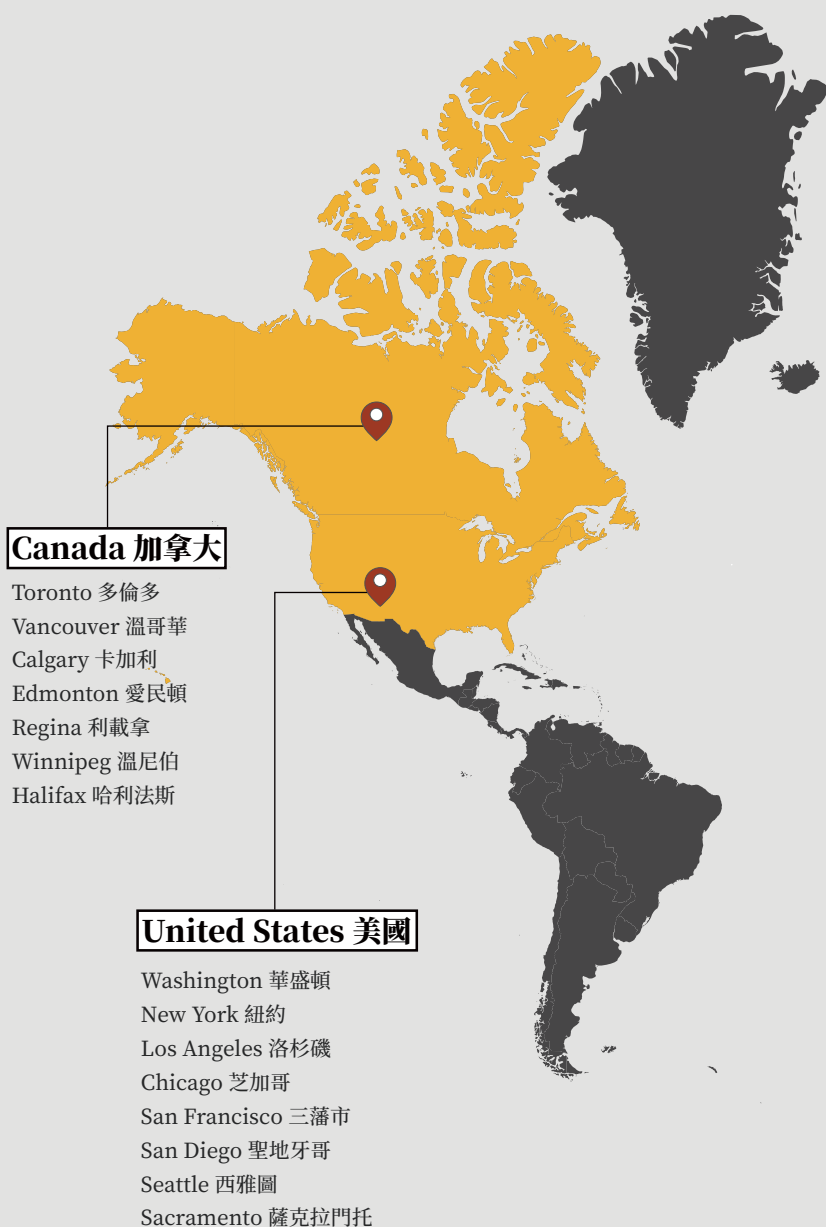 Canada 加拿大
Toronto 多倫多
Vancouver 溫哥華
Calgary 卡加利
Edmonton 愛民頓
Regina 利載拿
Winnipeg 溫尼伯
Halifax 哈利法斯
United States 美國
Washington 華盛頓
New York 紐約
Los Angeles 洛杉磯
Chicago 芝加哥
San Francisco 三藩市
San Diego 聖地牙哥
Seattle 西雅圖
Sacramento 薩克拉門托